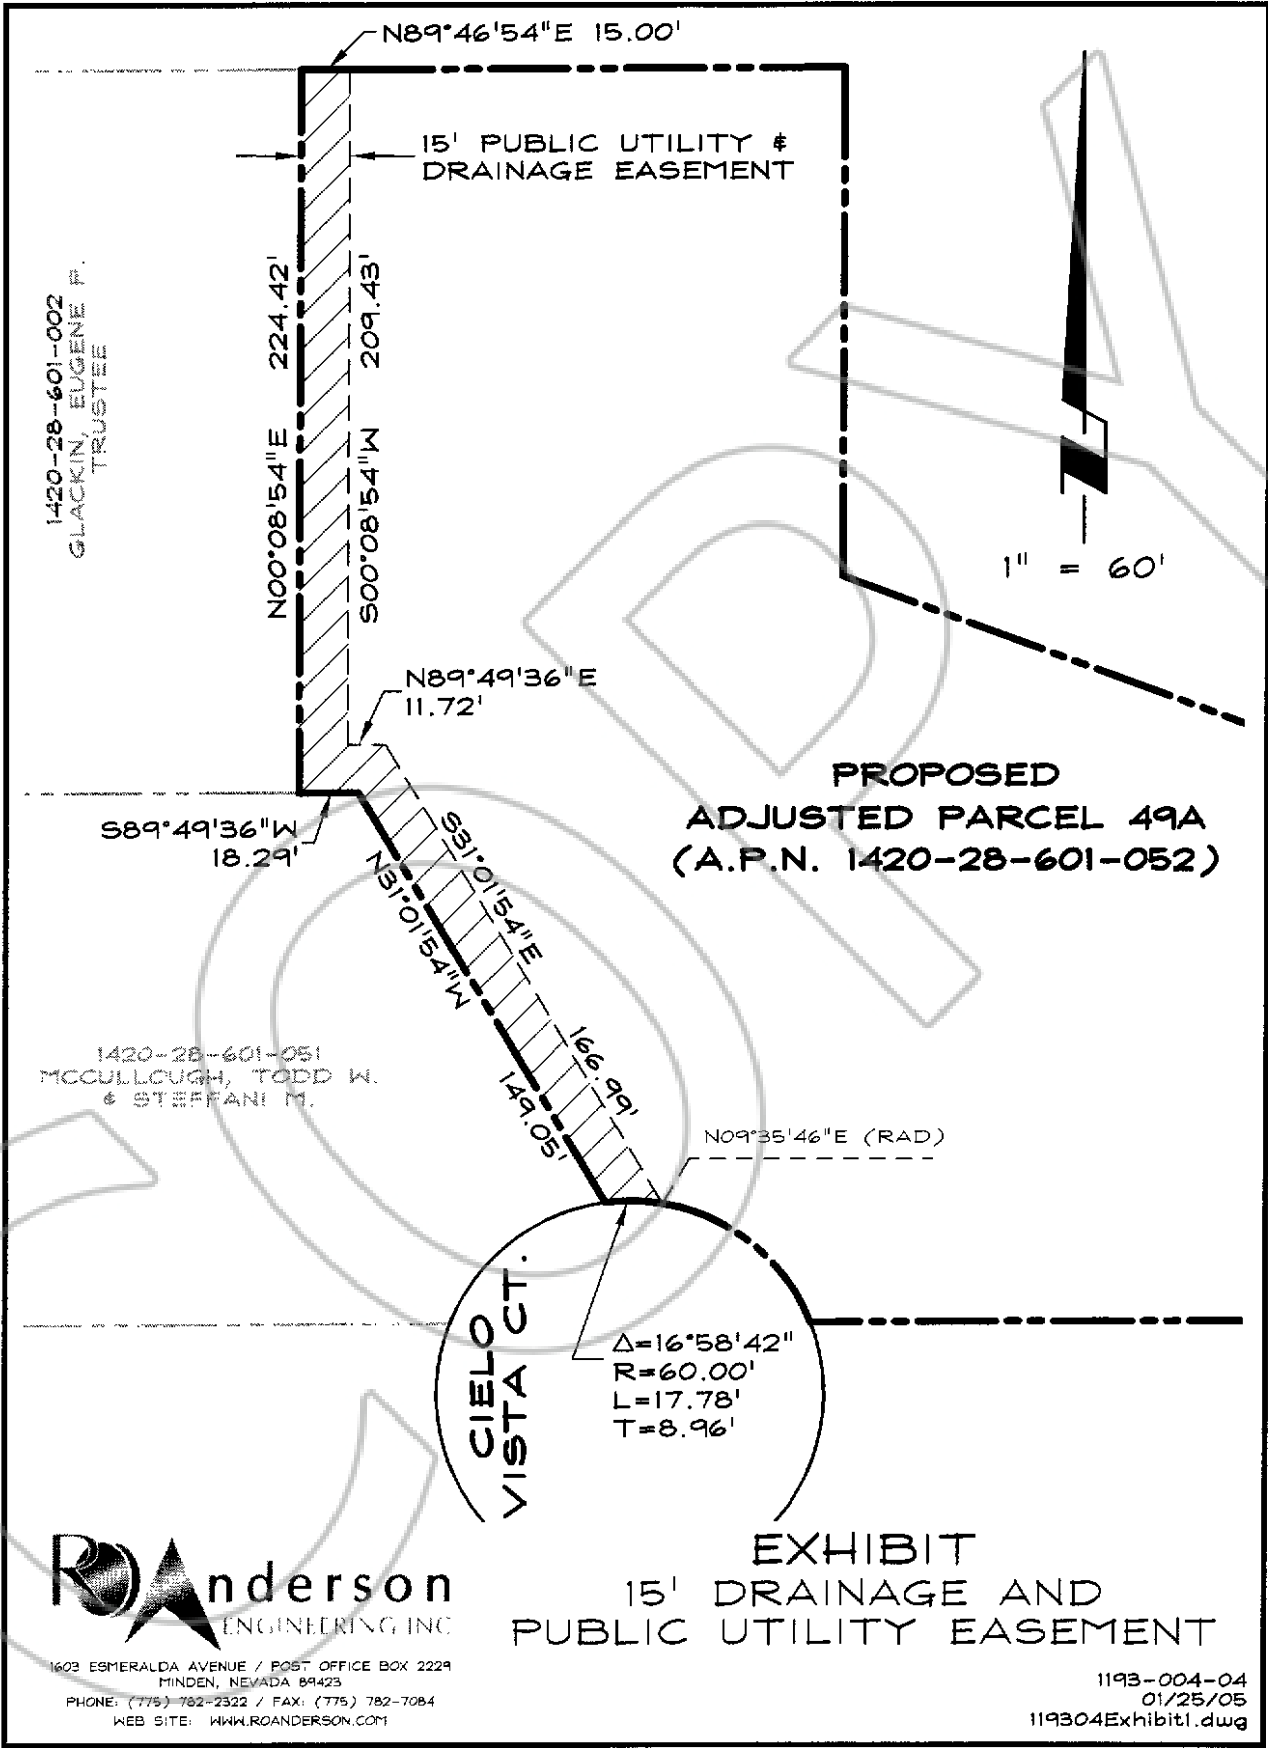 N89°46'54"E 15.00'
15' PUBLIC UTILITY &
DRAINAGE EASEMENT
1420-28-601-002
GLACKIN, EUGENE F.
TRUSTEE
N00°08'54"E 224.42'
S00°08'54"W 209.43'
1" = 60'
N89°49'36"E
11.72'
PROPOSED
ADJUSTED PARCEL 49A
(A.P.N. 1420-28-601-052)
S89°49'36"W
18.29'
S31°01'54"E 166.99'
N31°01'54"W 149.05'
1420-28-601-051
MCCULLOUGH, TODD W.
& STEFFANI M.
N09°35'46"E (RAD)
CIELO
VISTA CT.
Δ=16°58'42"
R=60.00'
L=17.78'
T=8.96'
ROAnderson
ENGINEERING INC
1603 ESMERALDA AVENUE / POST OFFICE BOX 2229
MINDEN, NEVADA 89423
PHONE: (775) 782-2322 / FAX: (775) 782-7084
WEB SITE: WWW.ROANDERSON.COM
EXHIBIT
15' DRAINAGE AND
PUBLIC UTILITY EASEMENT
1193-004-04
01/25/05
119304Exhibit1.dwg
COPY